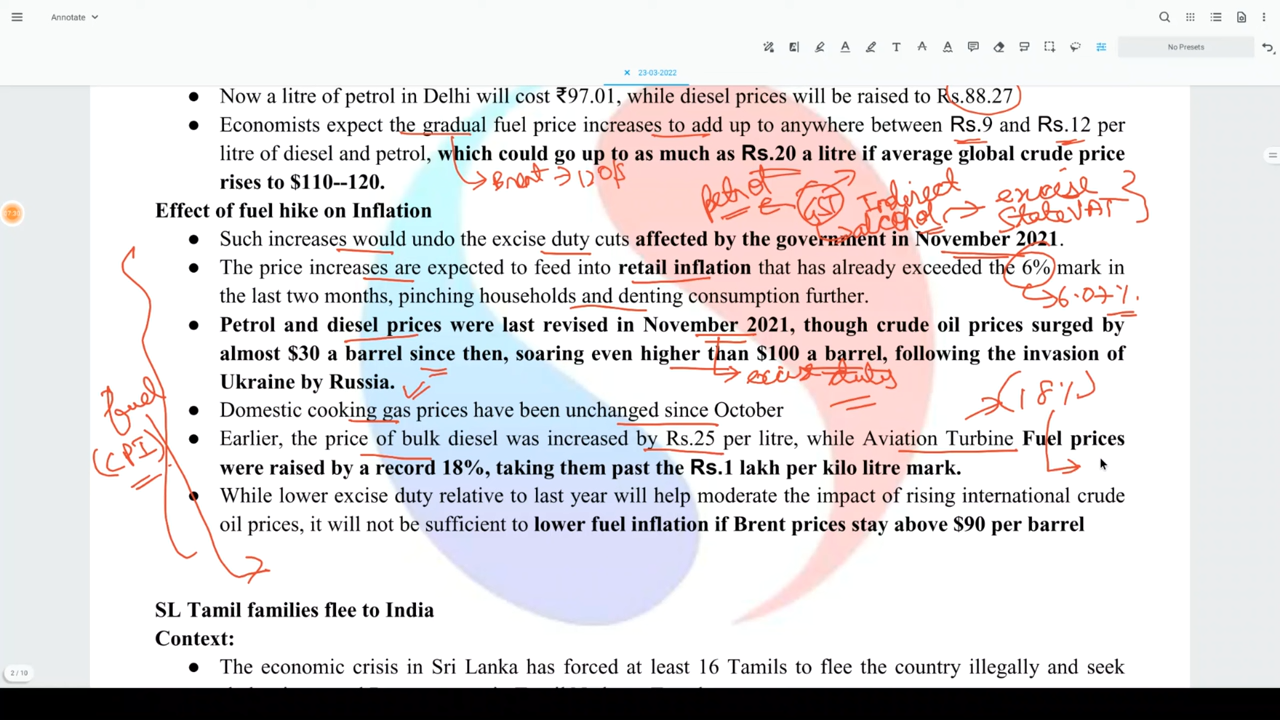 Annotate
No Presets
23-03-2022
● Now a litre of petrol in Delhi will cost ₹97.01, while diesel prices will be raised to Rs.88.27
● Economists expect the gradual fuel price increases to add up to anywhere between Rs.9 and Rs.12 per
litre of diesel and petrol, which could go up to as much as Rs.20 a litre if average global crude price
rises to $110--120.
Brent → 120
petrol
GST
Indirect
alcohol → excise
State VAT
Effect of fuel hike on Inflation
● Such increases would undo the excise duty cuts affected by the government in November 2021.
● The price increases are expected to feed into retail inflation that has already exceeded the 6% mark in
the last two months, pinching households and denting consumption further.
6.07%.
● Petrol and diesel prices were last revised in November 2021, though crude oil prices surged by
almost $30 a barrel since then, soaring even higher than $100 a barrel, following the invasion of
Ukraine by Russia.
excise duty
(18%)
fuel
(CPI)
● Domestic cooking gas prices have been unchanged since October
● Earlier, the price of bulk diesel was increased by Rs.25 per litre, while Aviation Turbine Fuel prices
were raised by a record 18%, taking them past the Rs.1 lakh per kilo litre mark.
● While lower excise duty relative to last year will help moderate the impact of rising international crude
oil prices, it will not be sufficient to lower fuel inflation if Brent prices stay above $90 per barrel
SL Tamil families flee to India
Context:
● The economic crisis in Sri Lanka has forced at least 16 Tamils to flee the country illegally and seek
2 / 10